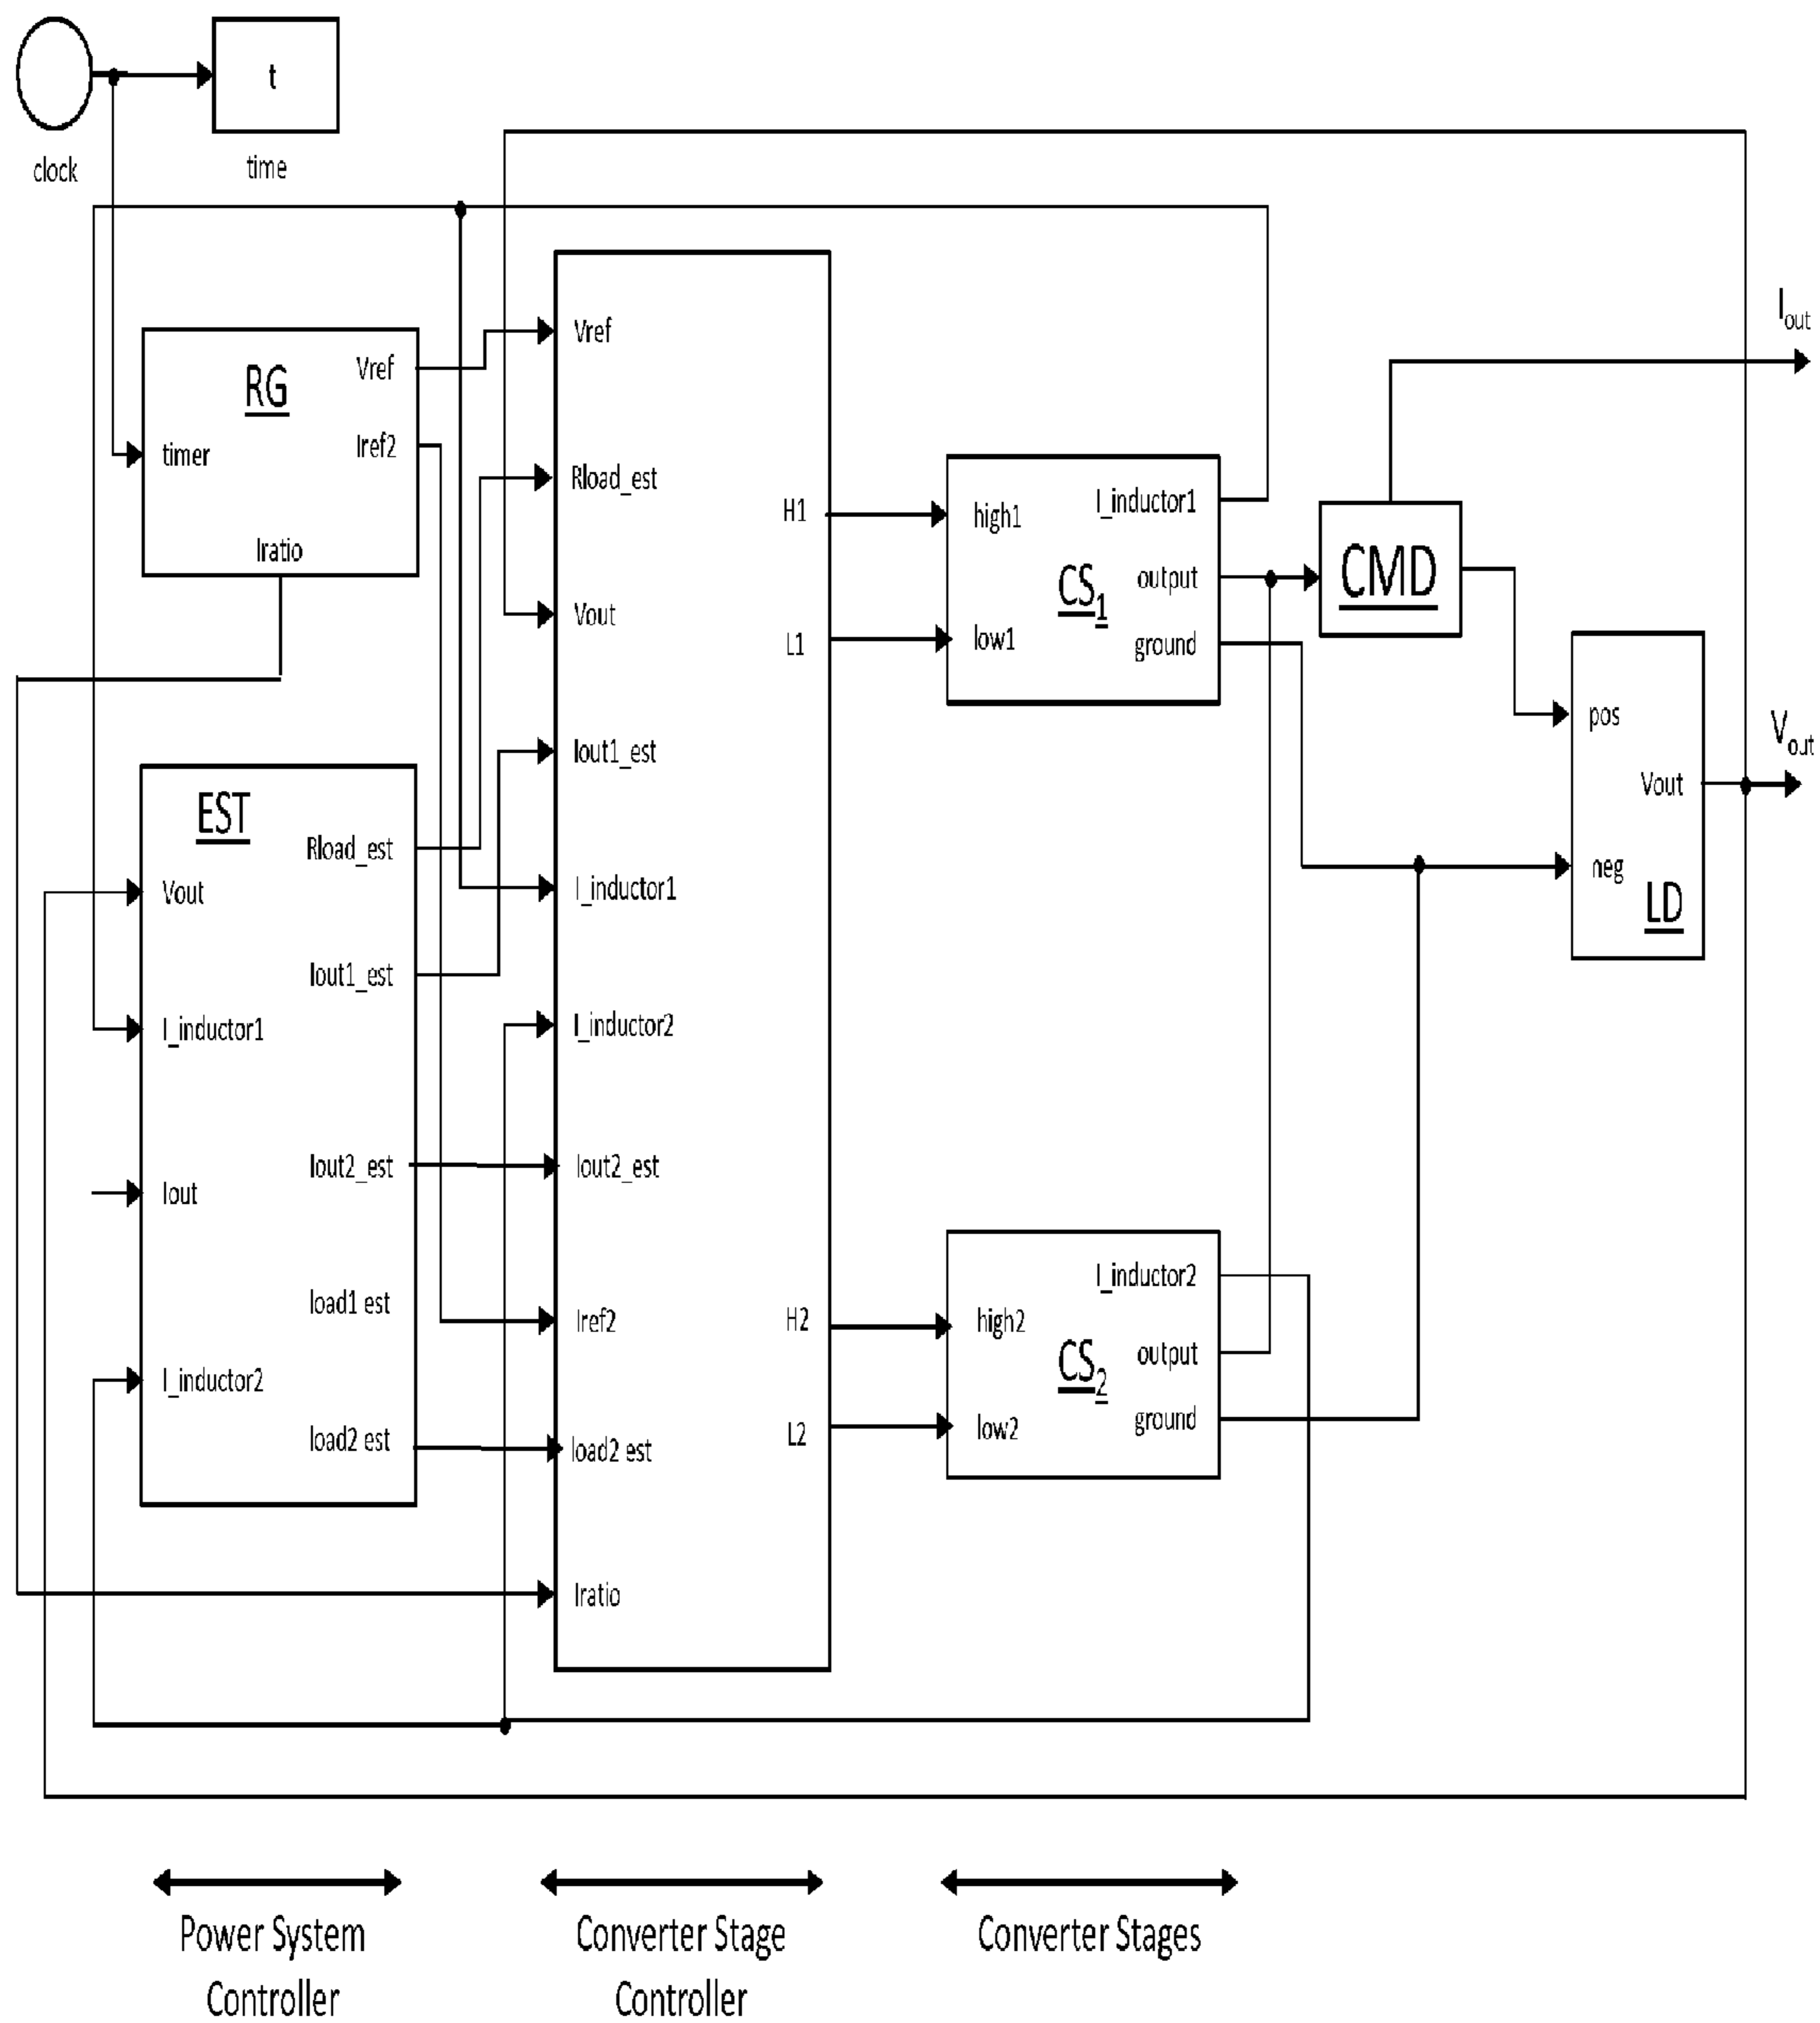 t
clock
time
RG
Vref
Iref2
timer
Iratio
EST
Rload_est
Vout
Iout1_est
I_inductor1
Iout2_est
Iout
load1 est
I_inductor2
load2 est
Vref
Rload_est
Vout
Iout1_est
I_inductor1
I_inductor2
Iout2_est
Iref2
load2 est
Iratio
H1
L1
H2
L2
high1
low1
CS1
I_inductor1
output
ground
high2
low2
CS2
I_inductor2
output
ground
CMD
pos
Vout
neg
LD
Iout
Vout
Power System
Controller
Converter Stage
Controller
Converter Stages